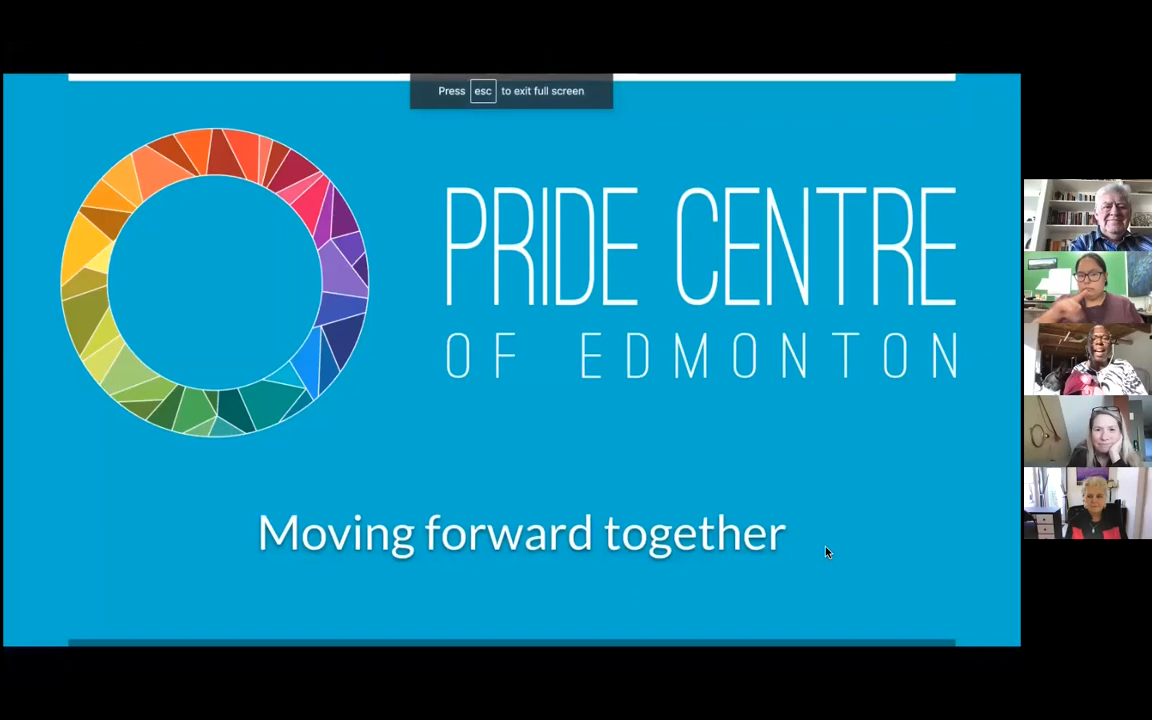 Press esc to exit full screen
PRIDE CENTRE
OF EDMONTON
Moving forward together